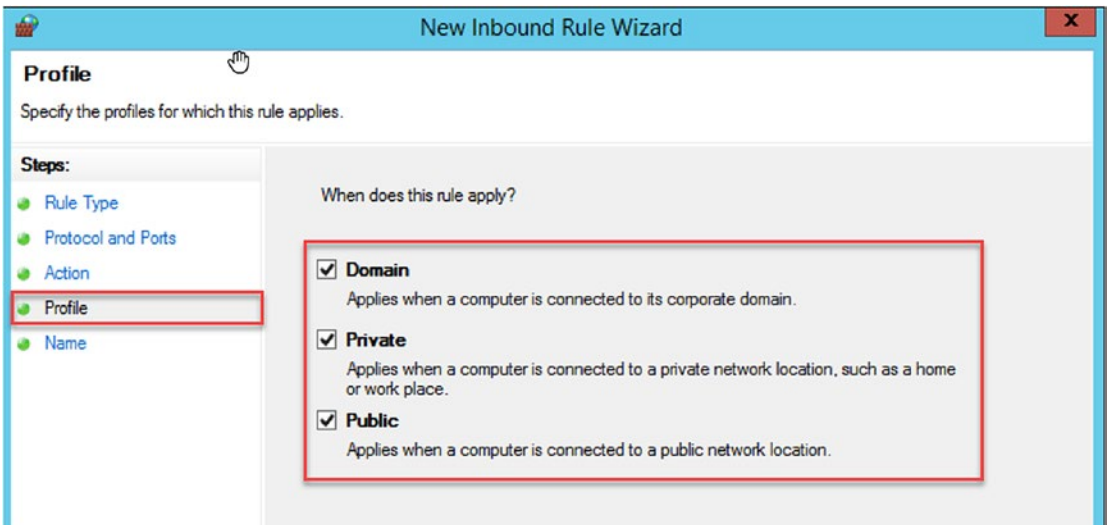 New Inbound Rule Wizard
x
Profile
Specify the profiles for which this rule applies.
Steps:
Rule Type
Protocol and Ports
Action
Profile
Name
When does this rule apply?
Domain
Applies when a computer is connected to its corporate domain.
Private
Applies when a computer is connected to a private network location, such as a home
or work place.
Public
Applies when a computer is connected to a public network location.